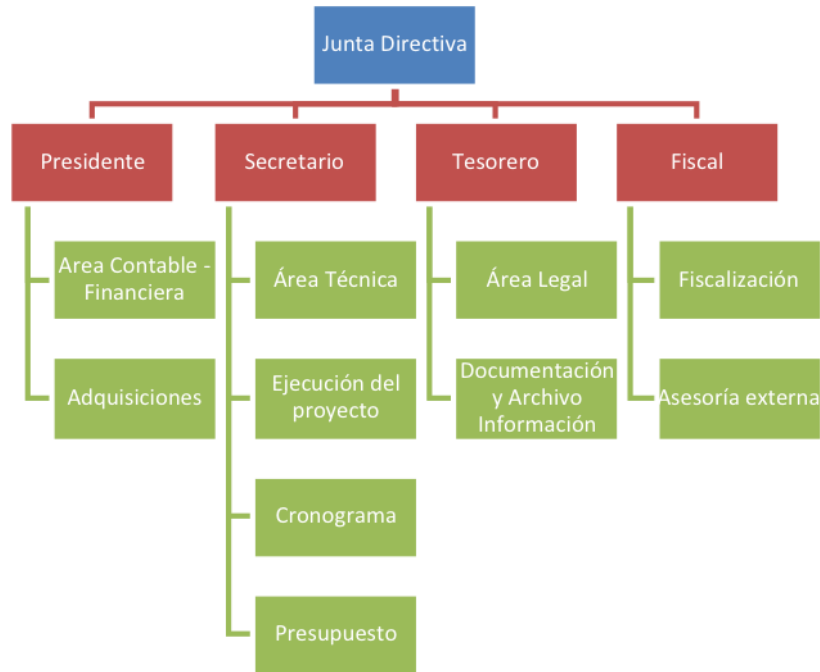 Junta Directiva
Presidente
Secretario
Tesorero
Fiscal
Area Contable -
Financiera
Área Técnica
Área Legal
Fiscalización
Adquisiciones
Ejecución del
proyecto
Documentación
y Archivo
Información
Asesoría externa
Cronograma
Presupuesto